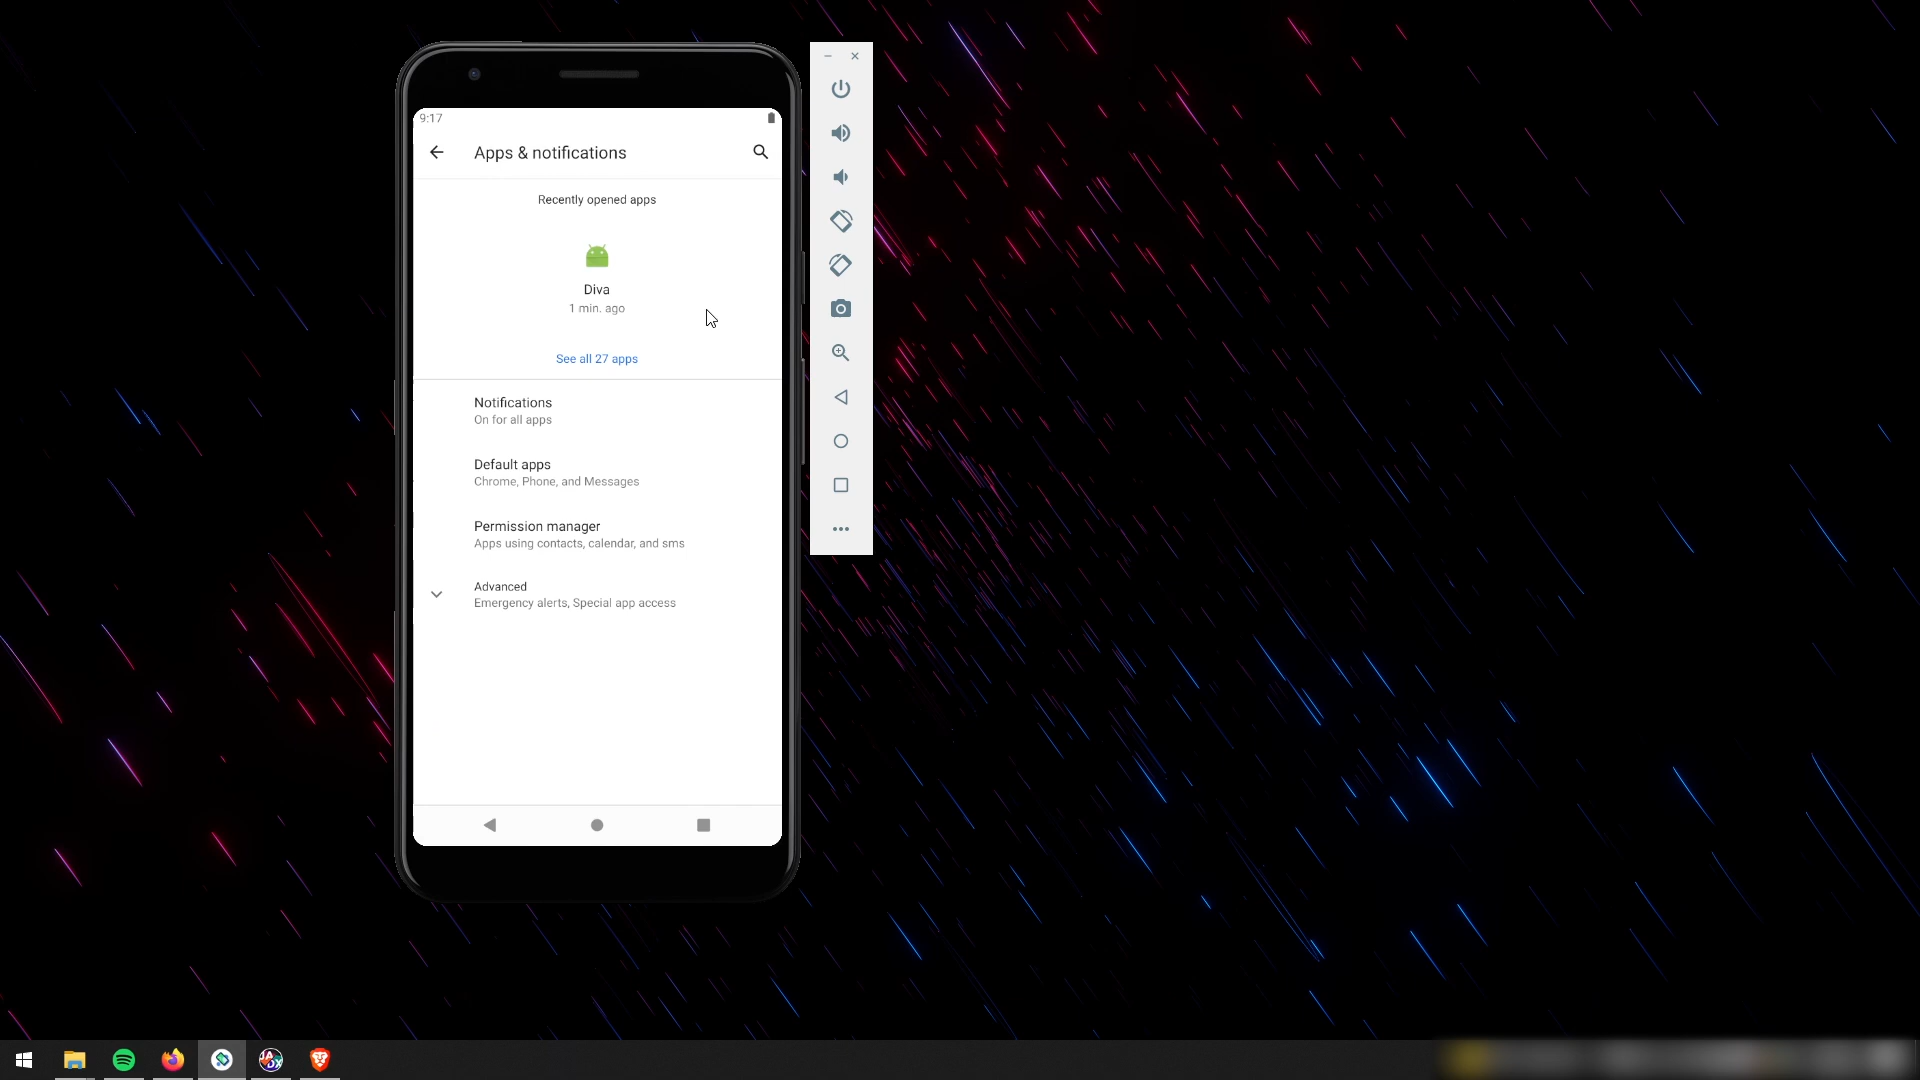 9:17
Apps & notifications
Recently opened apps
Diva
1 min. ago
See all 27 apps
Notifications
On for all apps
Default apps
Chrome, Phone, and Messages
Permission manager
Apps using contacts, calendar, and sms
Advanced
Emergency alerts, Special app access
JA
DX